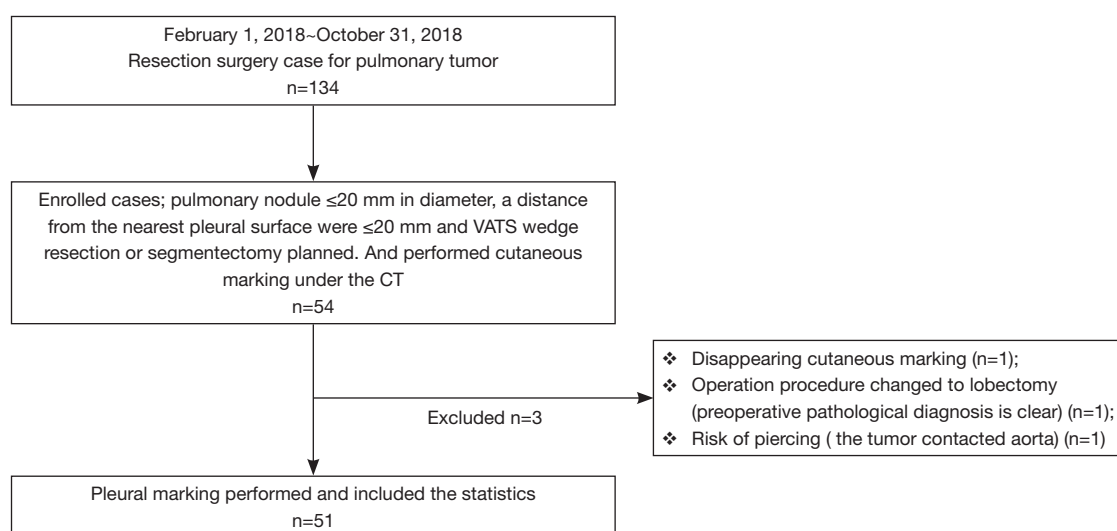 February 1, 2018~October 31, 2018
Resection surgery case for pulmonary tumor
n=134
Enrolled cases; pulmonary nodule ≤20 mm in diameter, a distance
from the nearest pleural surface were ≤20 mm and VATS wedge
resection or segmentectomy planned. And performed cutaneous
marking under the CT
n=54
Excluded n=3
❖ Disappearing cutaneous marking (n=1);
❖ Operation procedure changed to lobectomy
(preoperative pathological diagnosis is clear) (n=1);
❖ Risk of piercing ( the tumor contacted aorta) (n=1)
Pleural marking performed and included the statistics
n=51